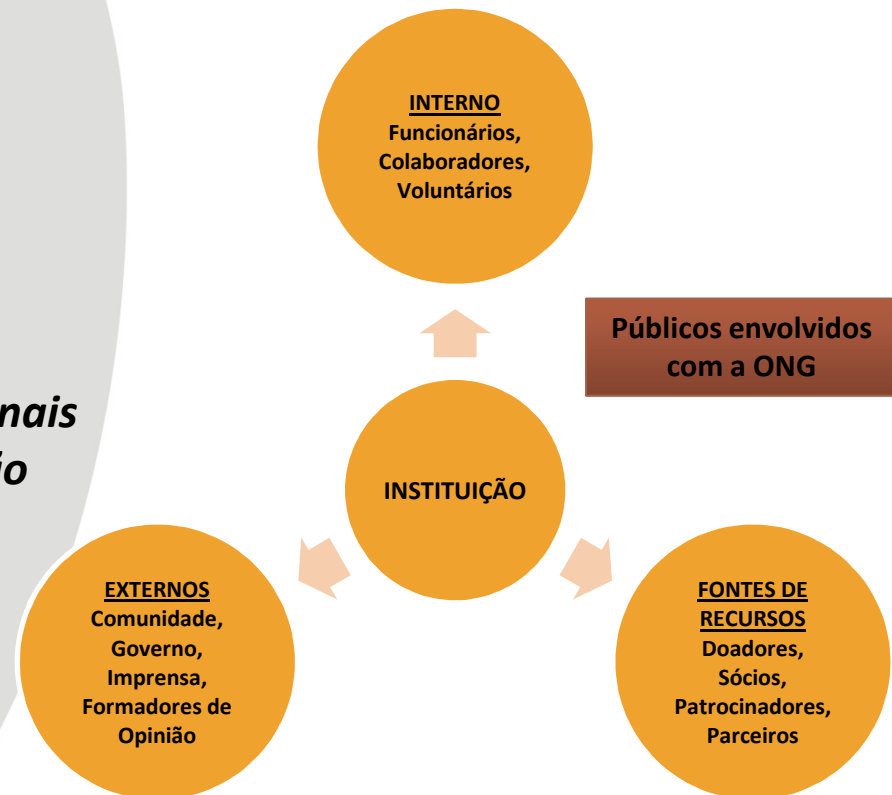 INTERNO
Funcionários,
Colaboradores,
Voluntários
Públicos envolvidos
com a ONG
INSTITUIÇÃO
EXTERNOS
Comunidade,
Governo,
Imprensa,
Formadores de
Opinião
FONTES DE
RECURSOS
Doadores,
Sócios,
Patrocinadores,
Parceiros